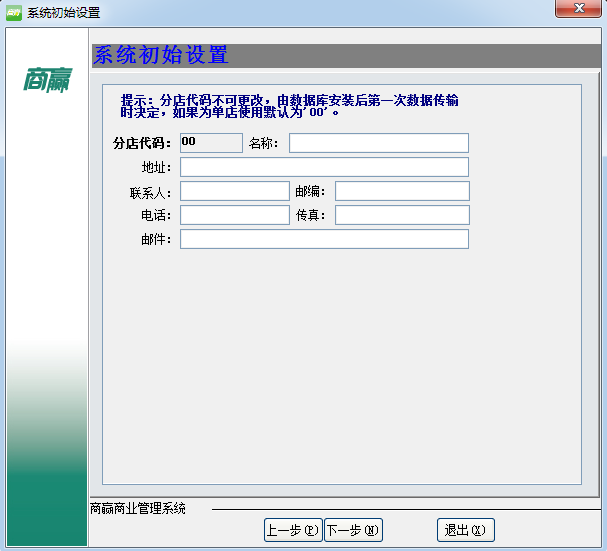 系统初始设置
商赢
系统初始设置
提示：分店代码不可更改，由数据库安装后第一次数据传输
时决定，如果为单店使用默认为'00'。
分店代码： 00 名称：
地址：
联系人： 邮编：
电话： 传真：
邮件：
商赢商业管理系统
上一步(P) 下一步(N) 退出(X)